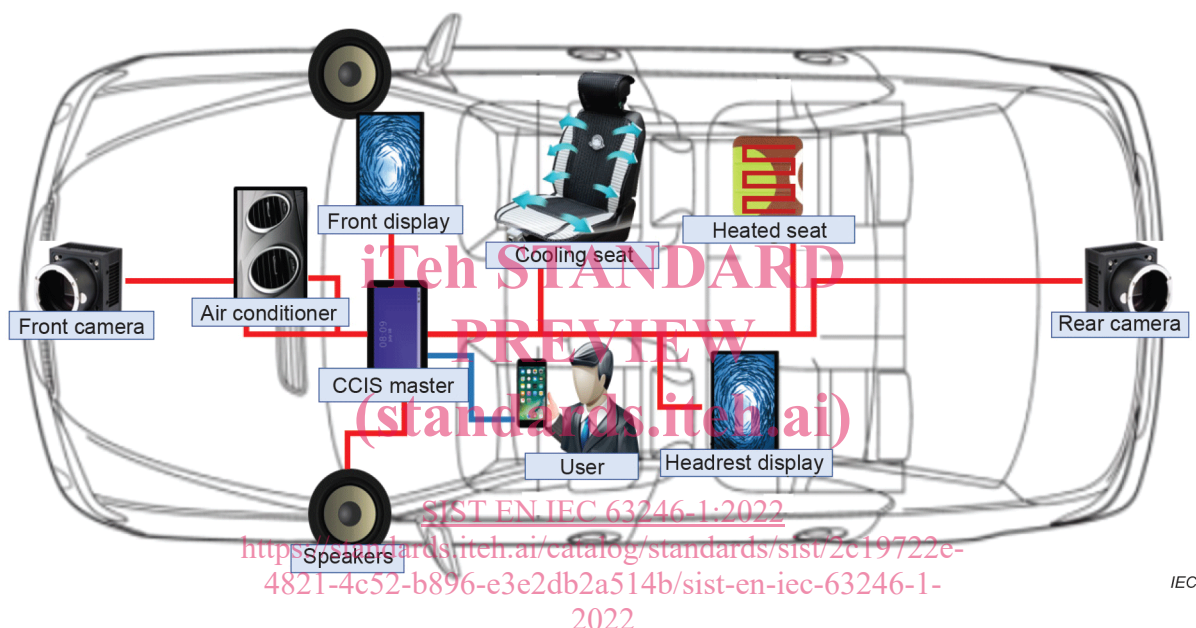 Front display
Heated seat
Cooling seat
iTeh STANDARD
Air conditioner
Front camera
Rear camera
08:09
PREVIEW
CCIS master
(standards.iteh.ai)
User
Headrest display
SIST EN IEC 63246-1:2022
https://standards.iteh.ai/catalog/standards/sist/2c19722e-
Speakers
4821-4c52-b896-e3e2db2a514b/sist-en-iec-63246-1-
2022
IEC